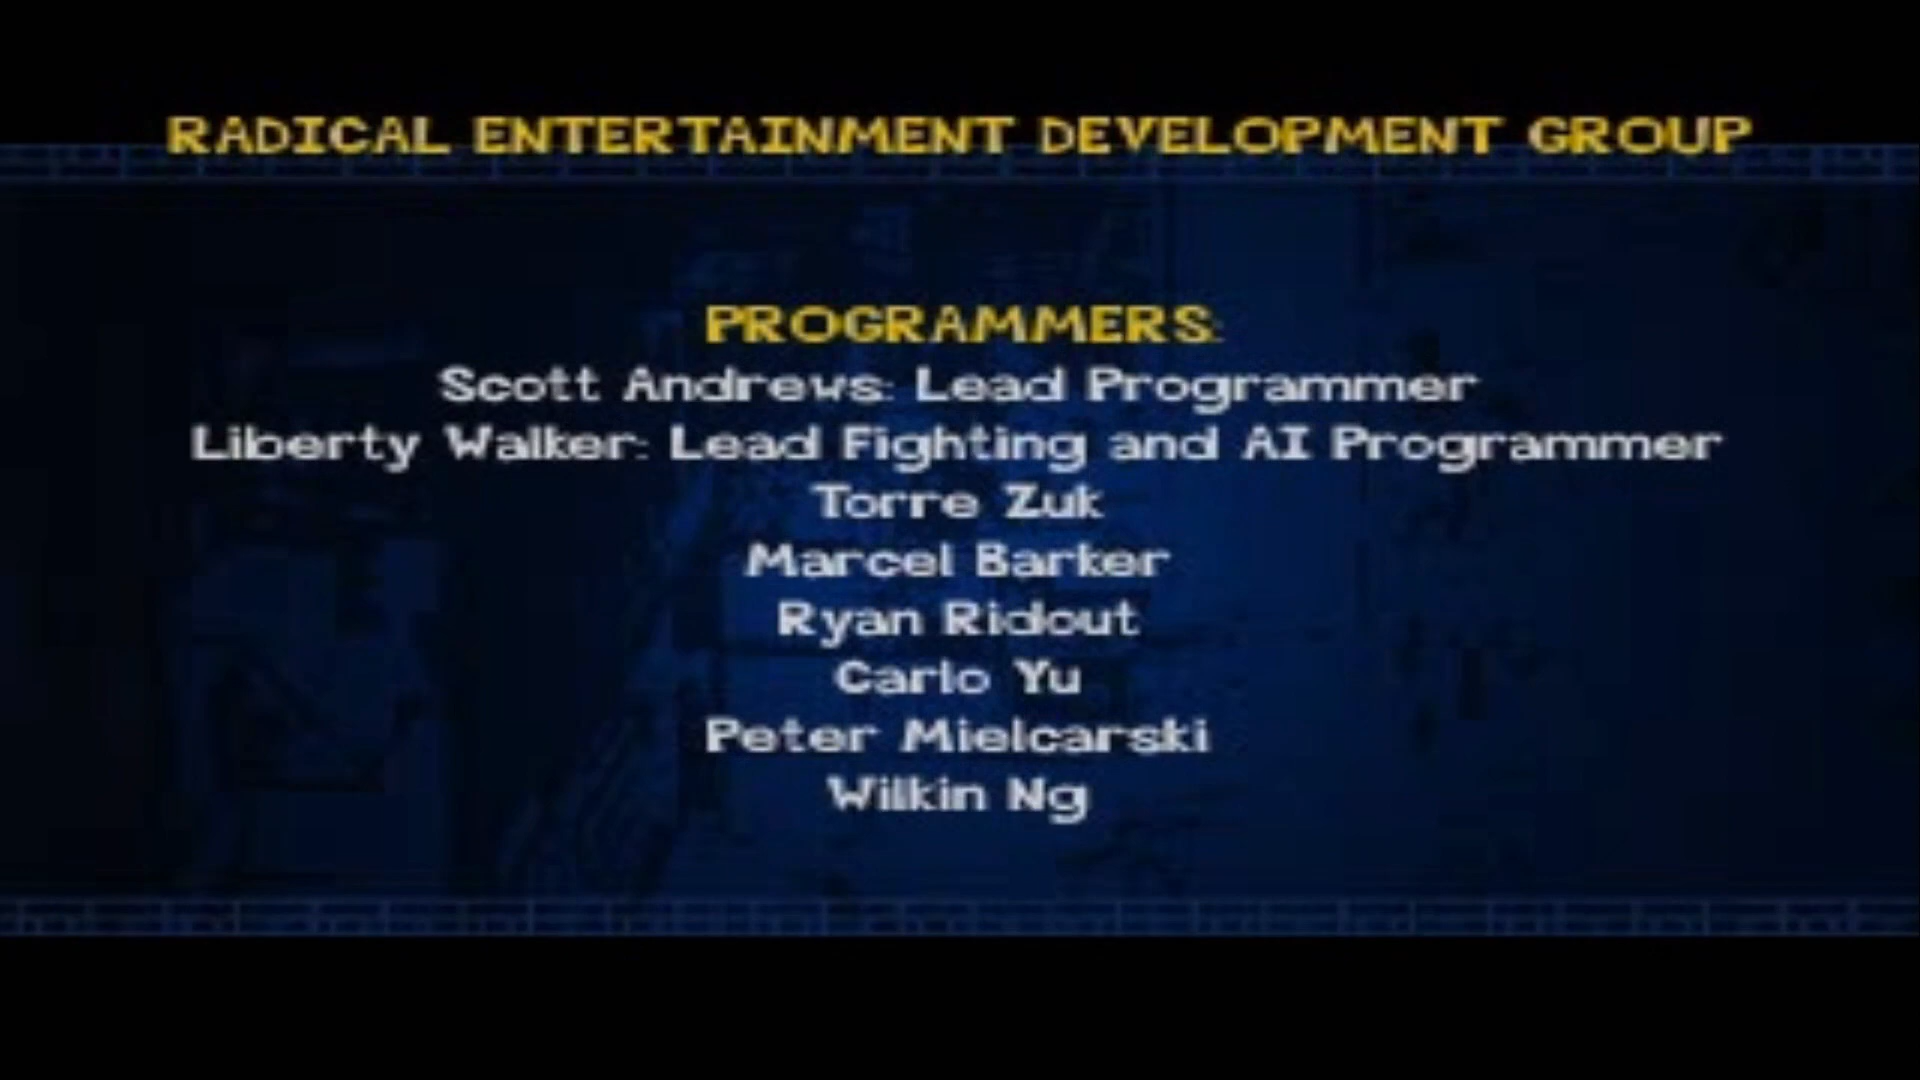 RADICAL ENTERTAINMENT DEVELOPMENT GROUP
PROGRAMMERS:
Scott Andrews: Lead Programmer
Liberty Walker: Lead Fighting and AI Programmer
Torre Zuk
Marcel Barker
Ryan Ridout
Carlo Yu
Peter Mielcarski
Wilkin Ng